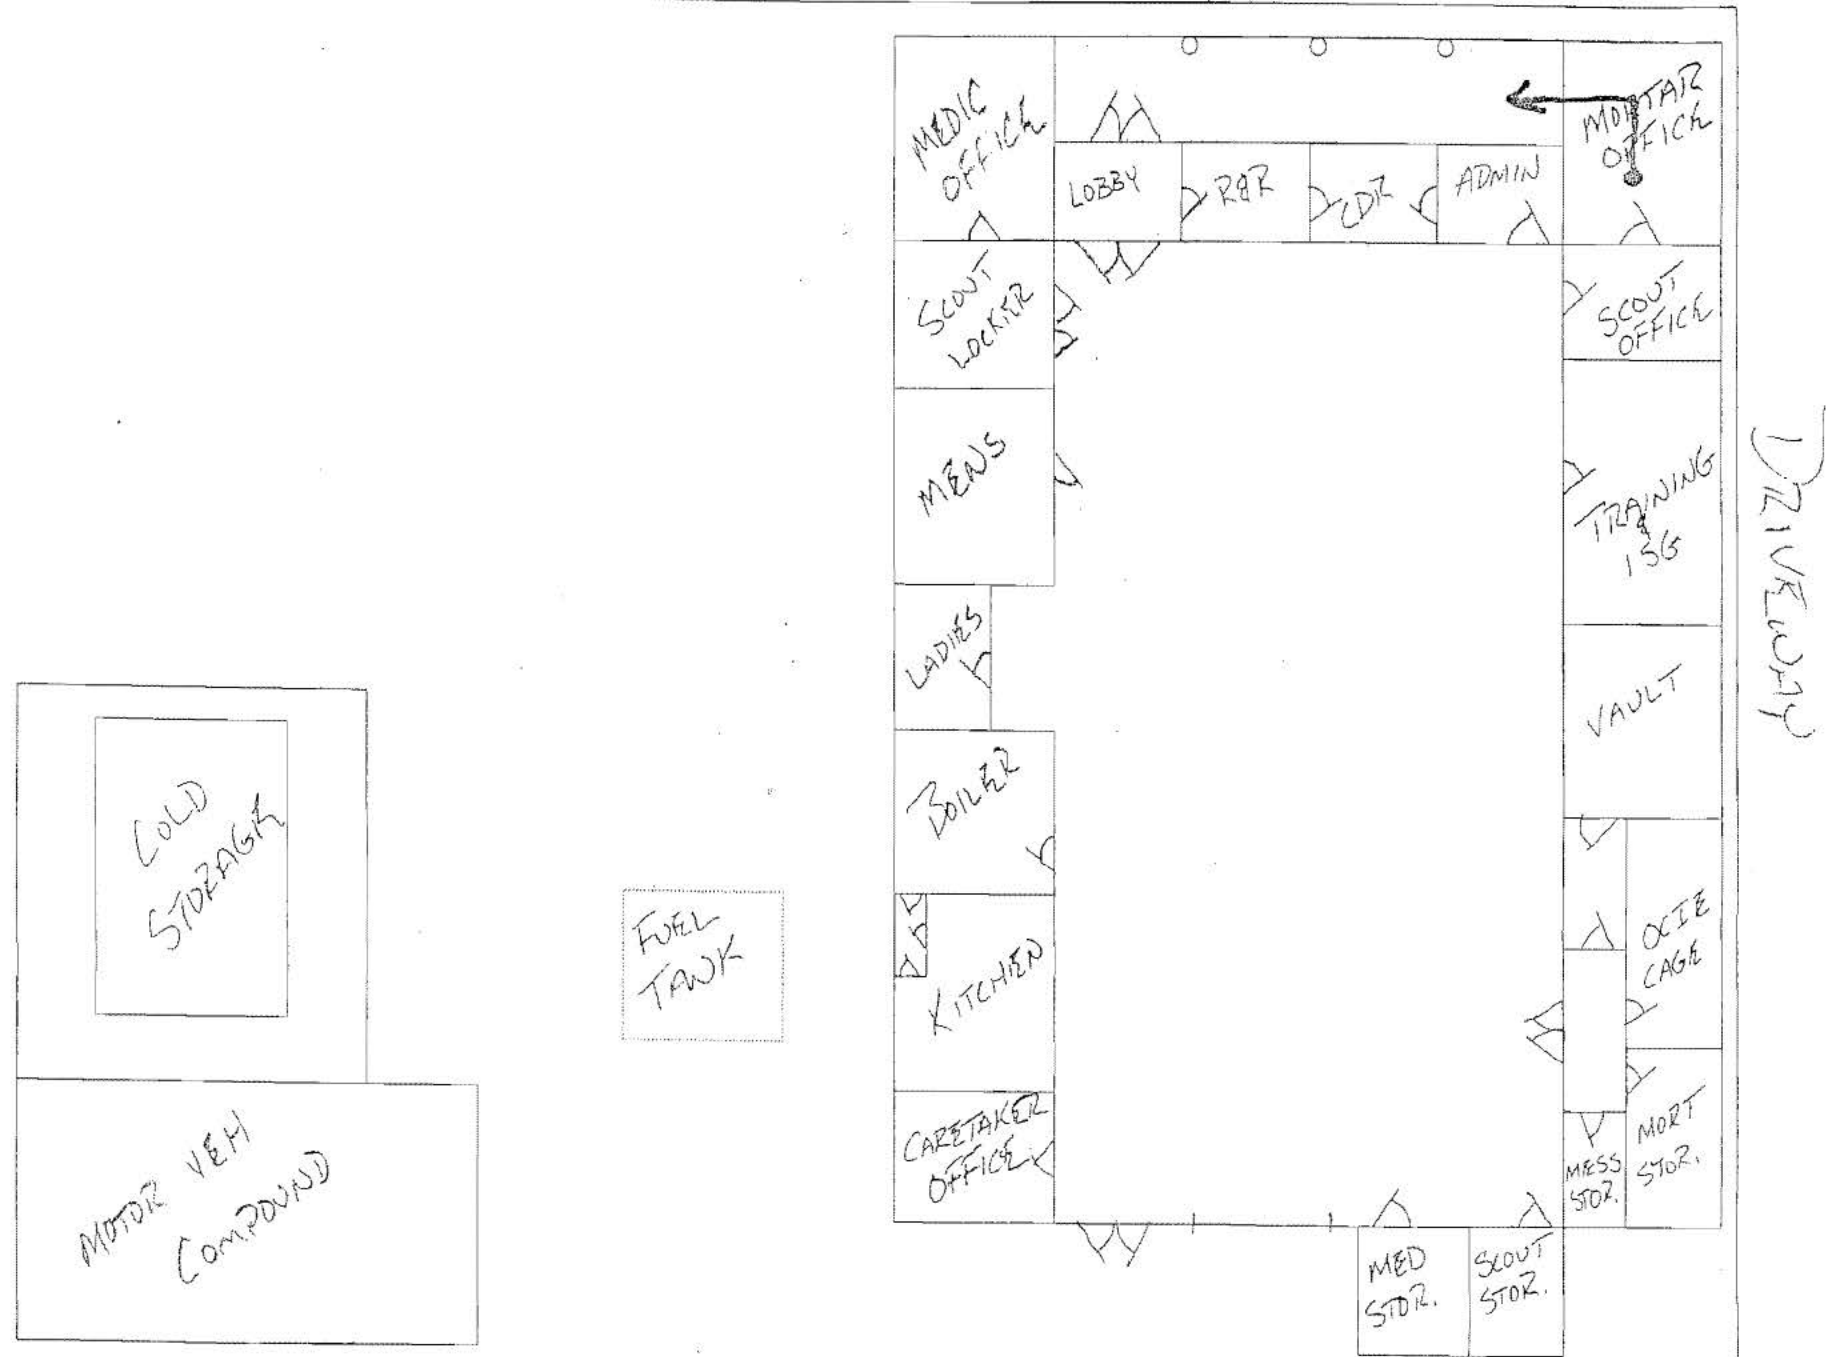 MEDIC
OFFICE
MORTAR
OFFICE
LOBBY
R&R
CDR
ADMIN
SCOUT
LOCKER
SCOUT
OFFICE
MENS
TRAINING
&
1SG
DRIVEWAY
LADIES
VAULT
BOILER
COLD
STORAGE
FUEL
TANK
KITCHEN
OCIE
CAGE
CARETAKER
OFFICE
MORT
STOR.
MESS
STOR.
MOTOR VEH
COMPOUND
MED
STOR.
SCOUT
STOR.